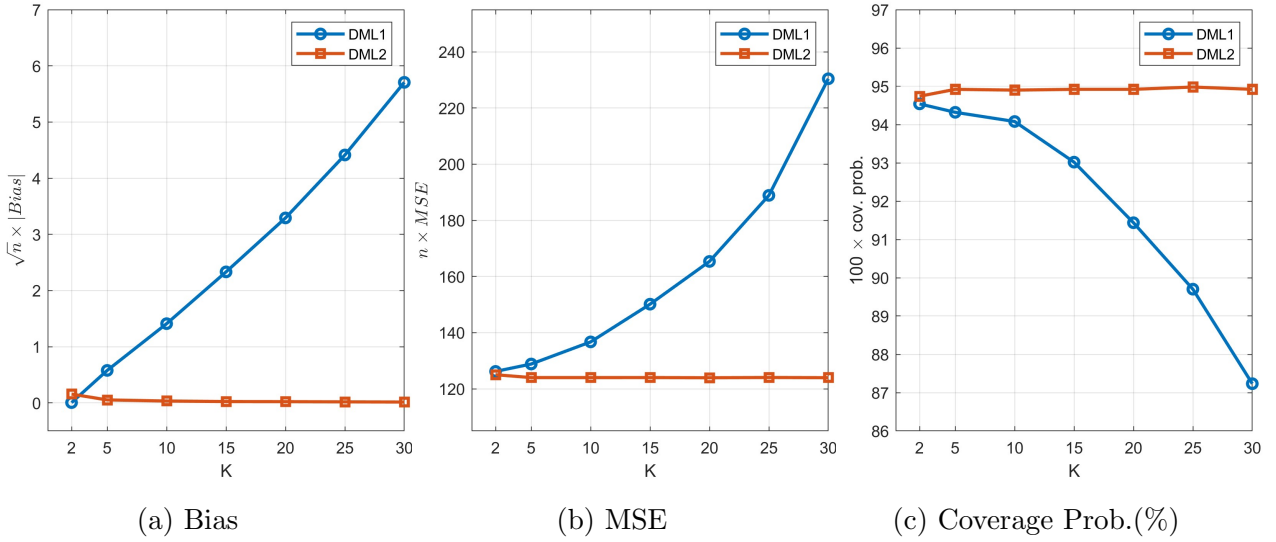 7
6
5
4
3
2
1
0
√n × |Bias|
2 5 10 15 20 25 30
K
DML1
DML2
(a) Bias
240
220
200
180
160
140
120
n × MSE
2 5 10 15 20 25 30
K
DML1
DML2
(b) MSE
97
96
95
94
93
92
91
90
89
88
87
86
100 × cov. prob.
2 5 10 15 20 25 30
K
DML1
DML2
(c) Coverage Prob.(%)